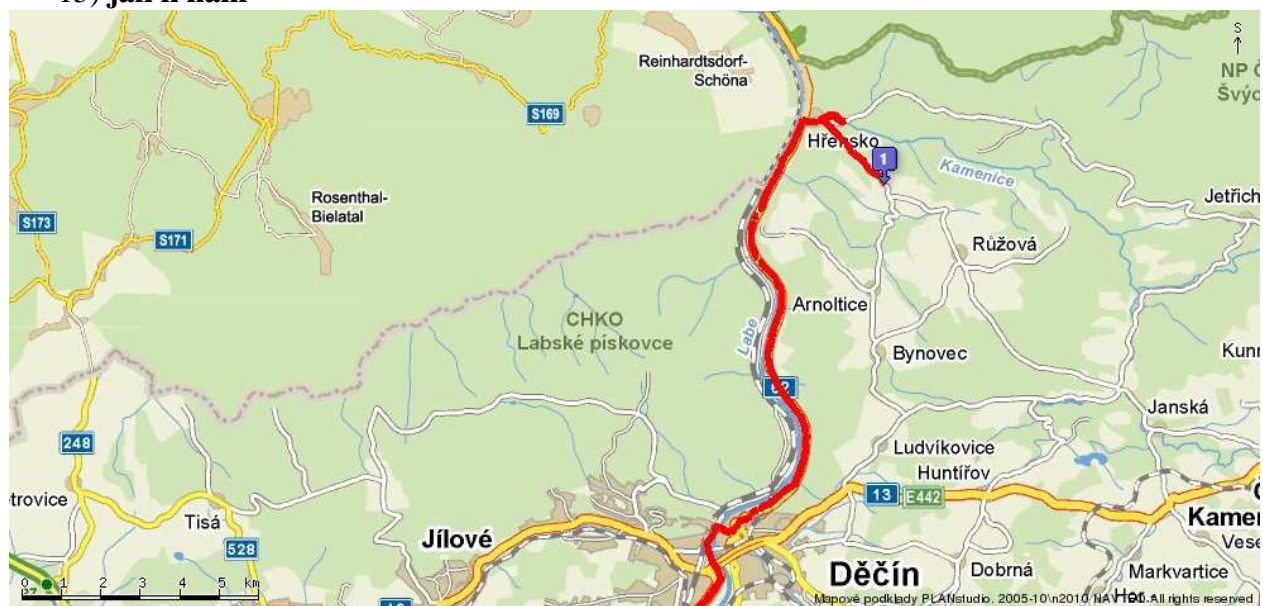 Reinhardtsdorf-
Schöna
S
NP Č
Švýc
S169
Hřensko
1
Kamenice
Jetřich
Rosenthal-
Bielatal
S173
S171
Růžová
Arnoltice
CHKO
Labské pískovce
Labe
Bynovec
Kunr
62
Janská
248
Ludvíkovice
Huntířov
13
E442
Tisá
Jílové
528
Kamen
Vese
Děčín
Dobrná
Markvartice
0 1 2 3 4 5 km
Mapové podklady PLANstudio. 2005-10\n2010 NAVTEQ.All rights reserved